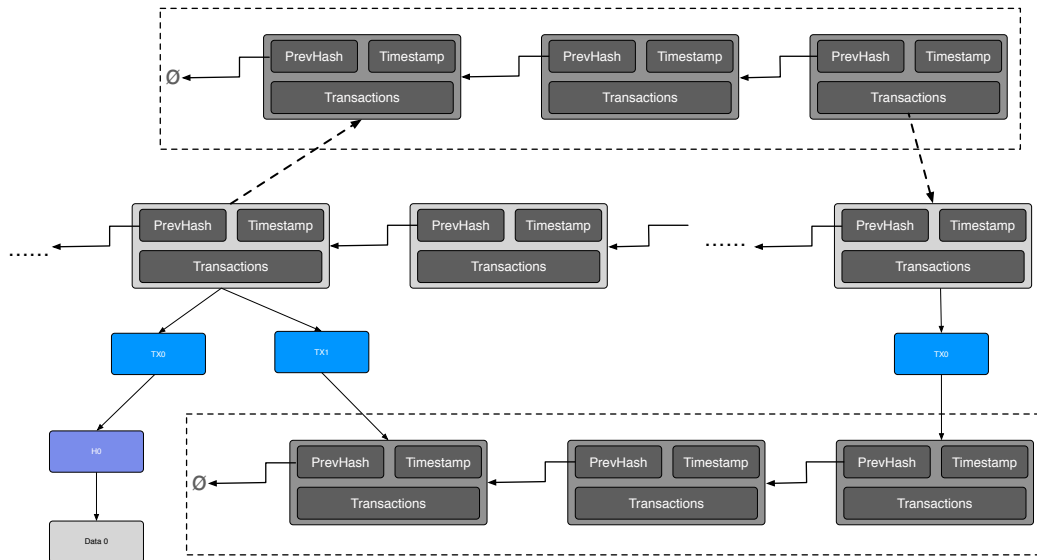 PrevHash Timestamp PrevHash Timestamp PrevHash Timestamp
Ø
Transactions Transactions Transactions
PrevHash Timestamp PrevHash Timestamp PrevHash Timestamp
...... ......
Transactions Transactions Transactions
TX0 TX1 TX0
H0
PrevHash Timestamp PrevHash Timestamp PrevHash Timestamp
Ø
Transactions Transactions Transactions
Data 0